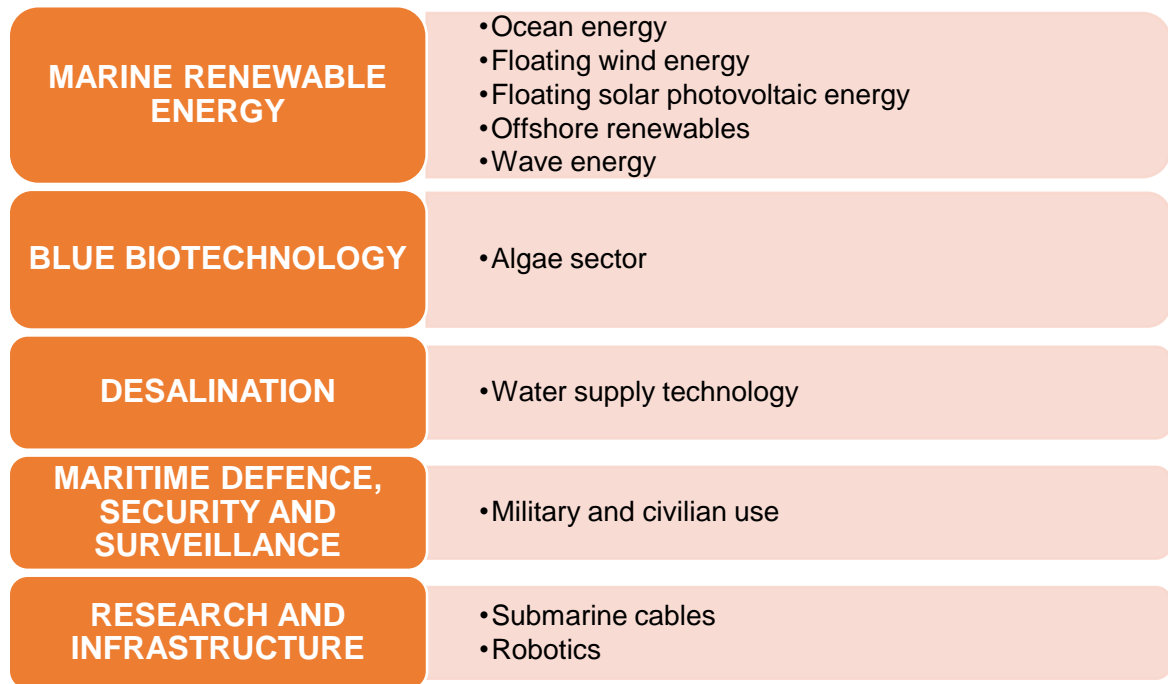 MARINE RENEWABLE
ENERGY
•Ocean energy
•Floating wind energy
•Floating solar photovoltaic energy
•Offshore renewables
•Wave energy
BLUE BIOTECHNOLOGY
•Algae sector
DESALINATION
•Water supply technology
MARITIME DEFENCE,
SECURITY AND
SURVEILLANCE
•Military and civilian use
RESEARCH AND
INFRASTRUCTURE
•Submarine cables
•Robotics